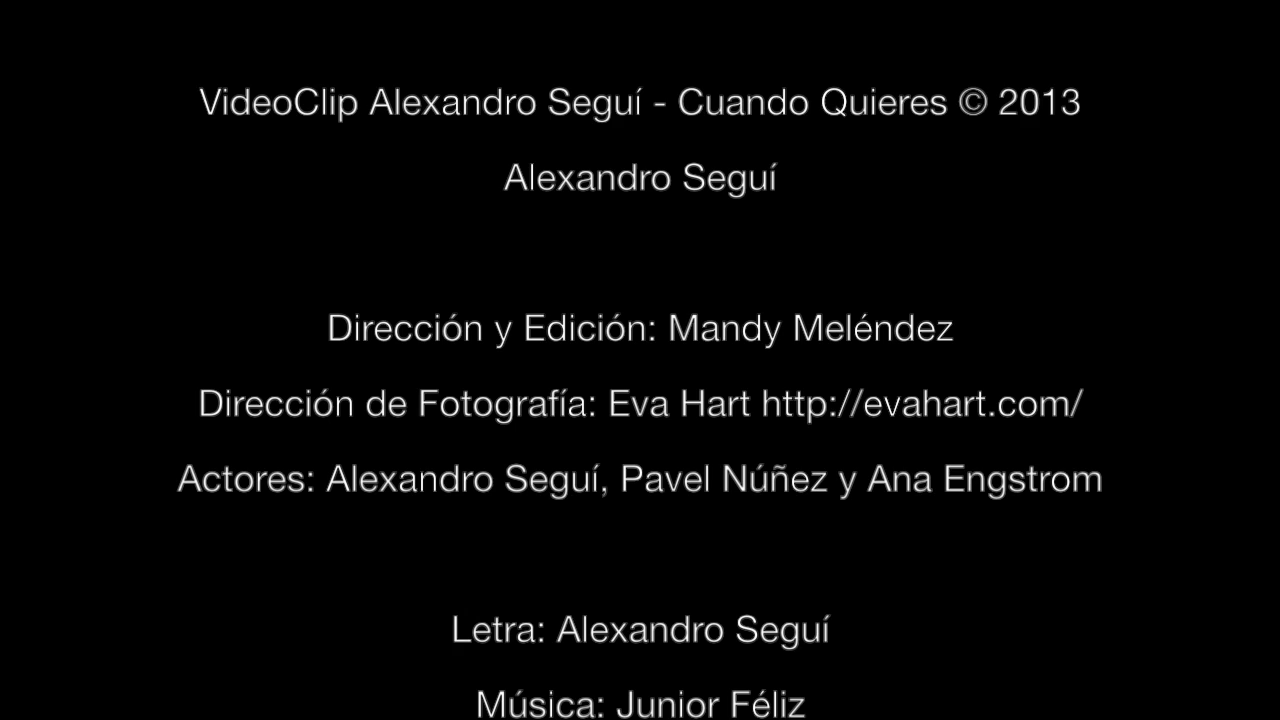 VideoClip Alexandro Seguí - Cuando Quieres © 2013
Alexandro Seguí
Dirección y Edición: Mandy Meléndez
Dirección de Fotografía: Eva Hart http://evahart.com/
Actores: Alexandro Seguí, Pavel Núñez y Ana Engstrom
Letra: Alexandro Seguí
Música: Junior Féliz